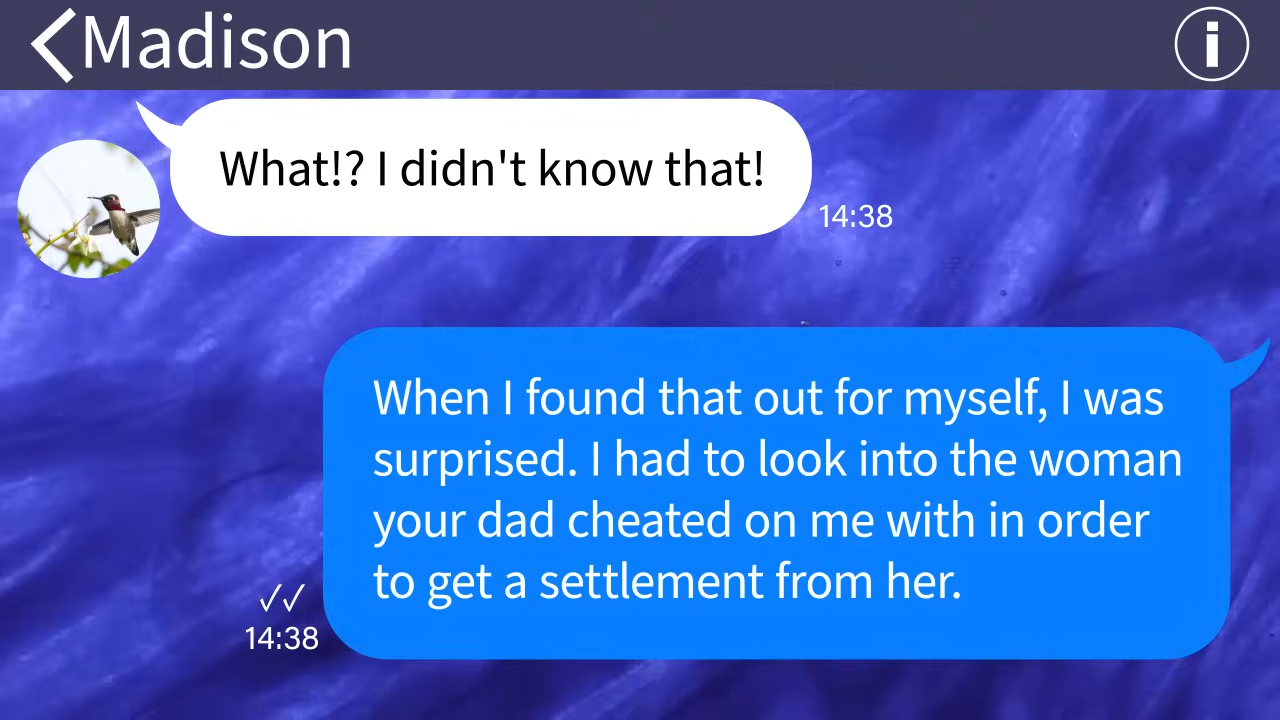 Madison
What!? I didn't know that!
14:38
When I found that out for myself, I was
surprised. I had to look into the woman
your dad cheated on me with in order
to get a settlement from her.
14:38